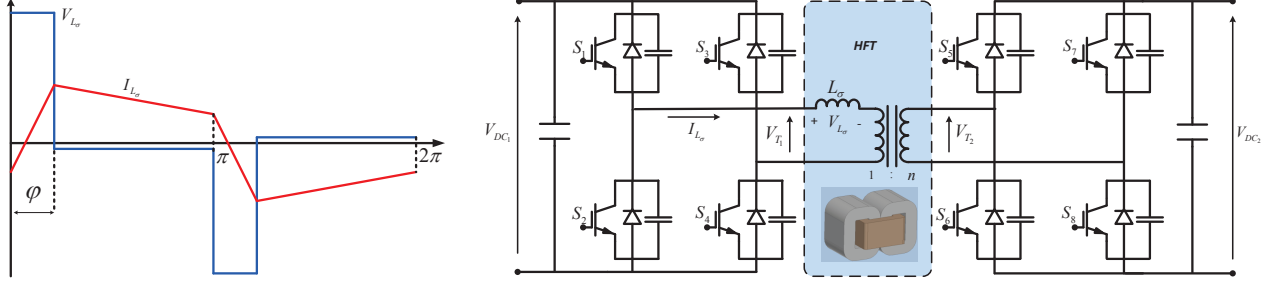 V_{L_σ}
I_{L_σ}
π
2π
φ
V_{DC_1}
S_1
S_3
S_2
S_4
I_{L_σ}
HFT
L_σ
+ V_{L_σ} -
V_{T_1}
1 : n
V_{T_2}
S_5
S_7
S_6
S_8
V_{DC_2}